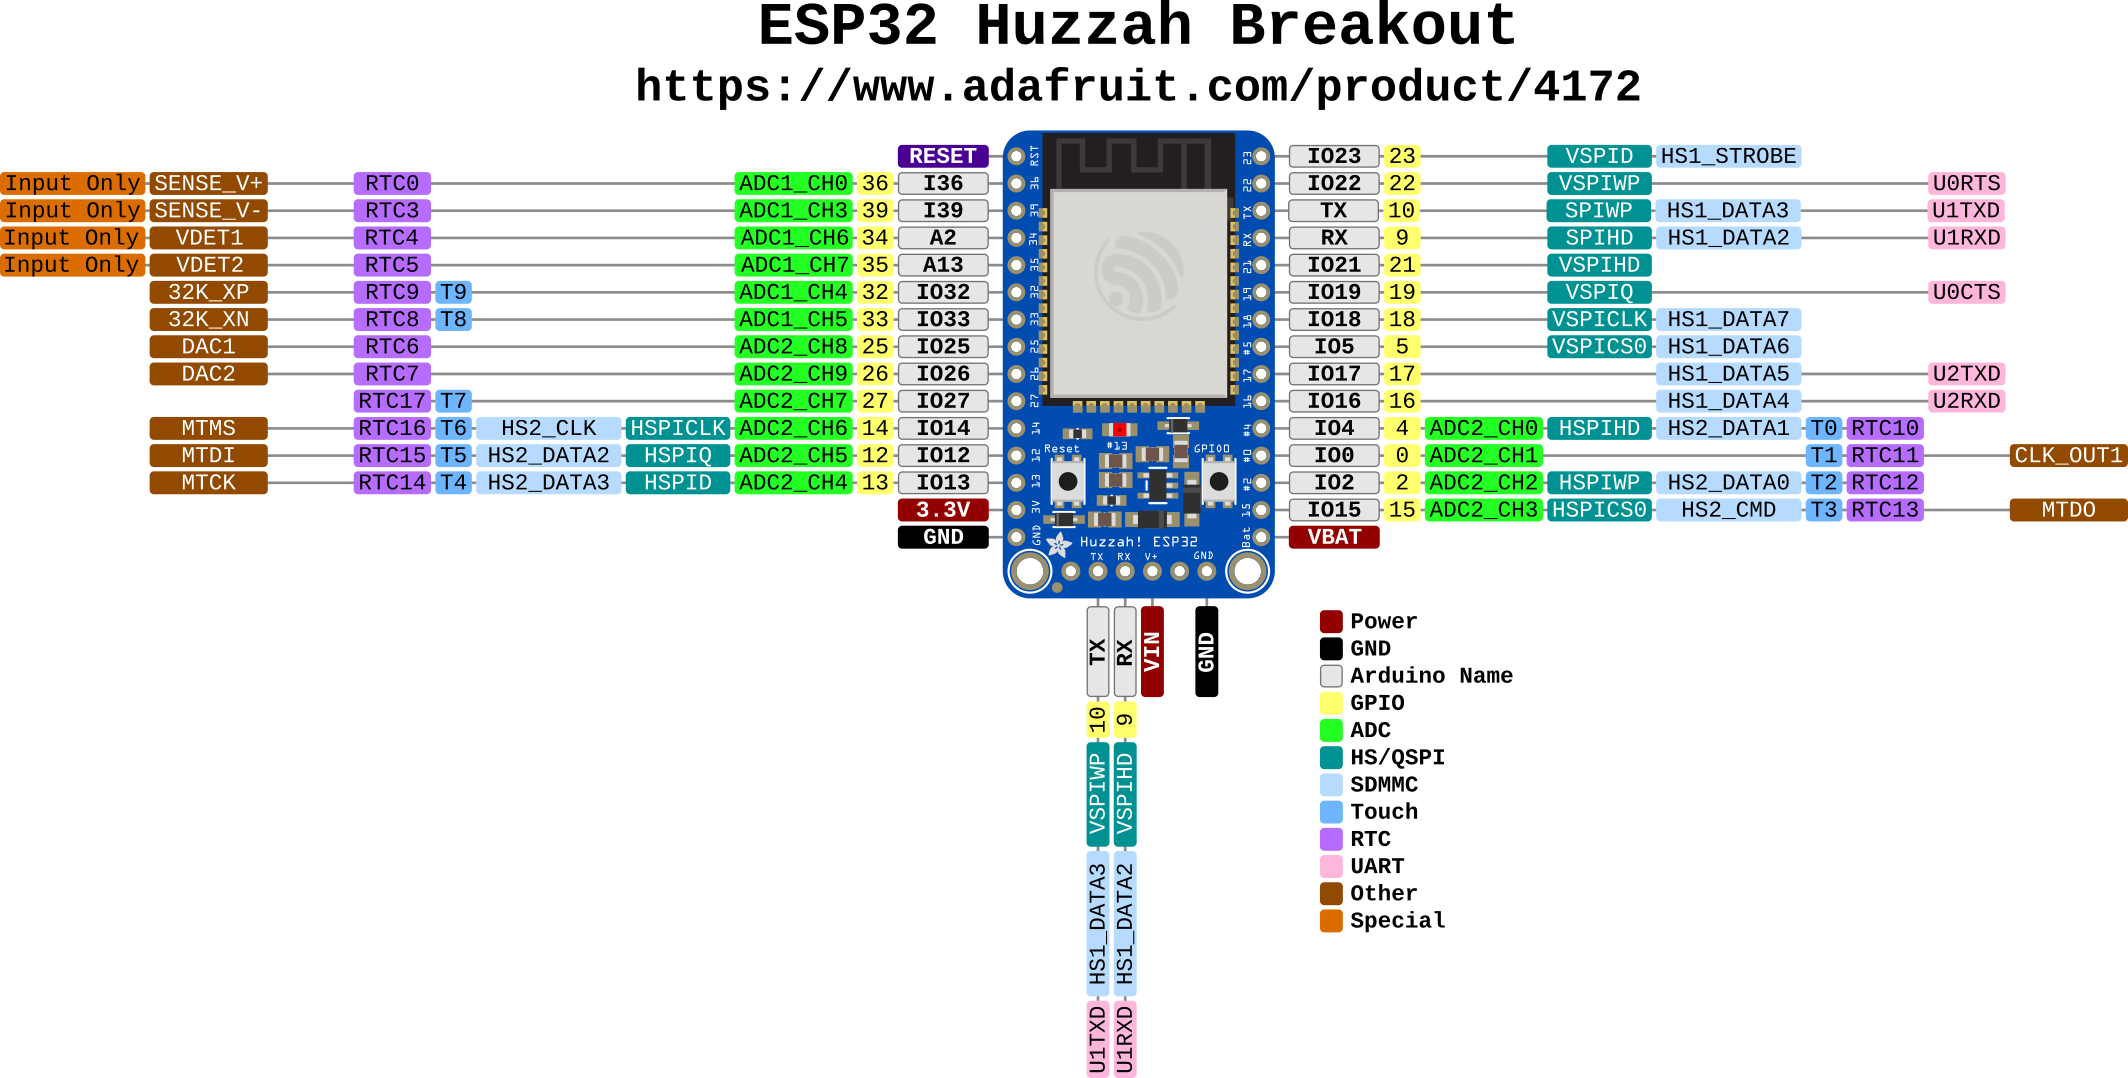 ESP32 Huzzah Breakout
https://www.adafruit.com/product/4172
RESET
Input Only SENSE_V+ RTC0 ADC1_CH0 36 I36
Input Only SENSE_V- RTC3 ADC1_CH3 39 I39
Input Only VDET1 RTC4 ADC1_CH6 34 A2
Input Only VDET2 RTC5 ADC1_CH7 35 A13
32K_XP RTC9 T9 ADC1_CH4 32 IO32
32K_XN RTC8 T8 ADC1_CH5 33 IO33
DAC1 RTC6 ADC2_CH8 25 IO25
DAC2 RTC7 ADC2_CH9 26 IO26
RTC17 T7 ADC2_CH7 27 IO27
MTMS RTC16 T6 HS2_CLK HSPICLK ADC2_CH6 14 IO14
MTDI RTC15 T5 HS2_DATA2 HSPIQ ADC2_CH5 12 IO12
MTCK RTC14 T4 HS2_DATA3 HSPID ADC2_CH4 13 IO13
3.3V
GND
RST
36
39
34
35
32
33
25
26
27
14
12
13
3V
GND
Reset
#13
GPIO0
Huzzah! ESP32
TX RX V+ GND
23
22
TX
RX
21
19
18
#5
17
16
#4
#0
#2
15
Bat
IO23 23 VSPID HS1_STROBE
IO22 22 VSPIWP U0RTS
TX 10 SPIWP HS1_DATA3 U1TXD
RX 9 SPIHD HS1_DATA2 U1RXD
IO21 21 VSPIHD
IO19 19 VSPIQ U0CTS
IO18 18 VSPICLK HS1_DATA7
IO5 5 VSPICS0 HS1_DATA6
IO17 17 HS1_DATA5 U2TXD
IO16 16 HS1_DATA4 U2RXD
IO4 4 ADC2_CH0 HSPIHD HS2_DATA1 T0 RTC10
IO0 0 ADC2_CH1 T1 RTC11 CLK_OUT1
IO2 2 ADC2_CH2 HSPIWP HS2_DATA0 T2 RTC12
IO15 15 ADC2_CH3 HSPICS0 HS2_CMD T3 RTC13 MTDO
VBAT
TX 10 VSPIWP HS1_DATA3 U1TXD
RX 9 VSPIHD HS1_DATA2 U1RXD
VIN
GND
Power
GND
Arduino Name
GPIO
ADC
HS/QSPI
SDMMC
Touch
RTC
UART
Other
Special